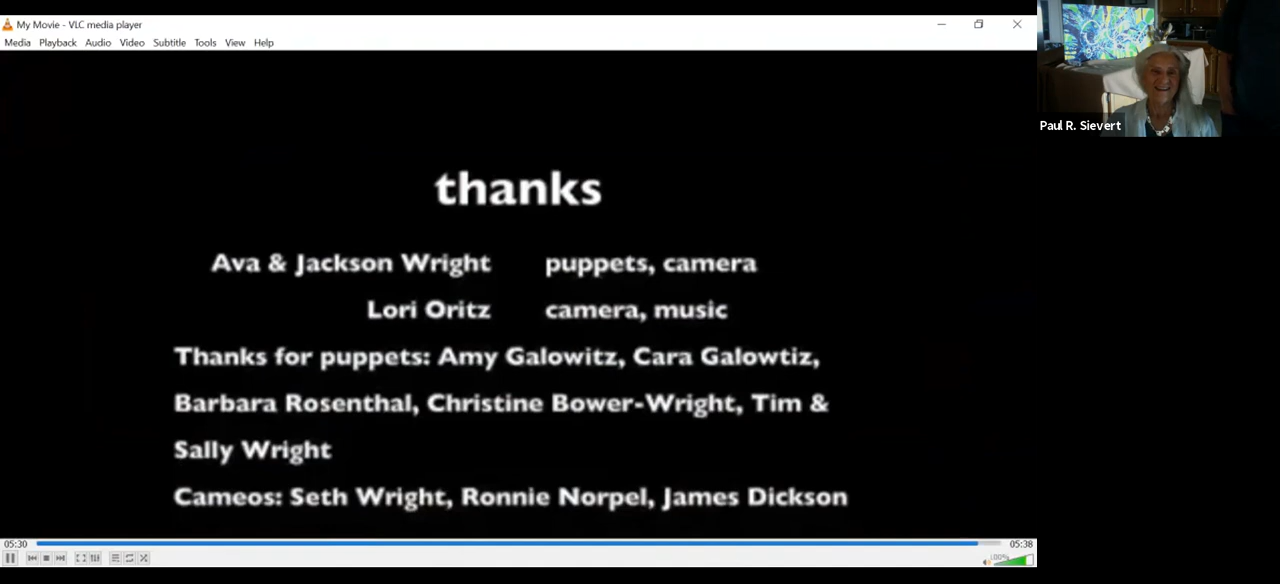 My Movie - VLC media player
Media Playback Audio Video Subtitle Tools View Help
Paul R. Sievert
thanks
Ava & Jackson Wright puppets, camera
Lori Oritz camera, music
Thanks for puppets: Amy Galowitz, Cara Galowtiz,
Barbara Rosenthal, Christine Bower-Wright, Tim &
Sally Wright
Cameos: Seth Wright, Ronnie Norpel, James Dickson
05:30 05:38
100%